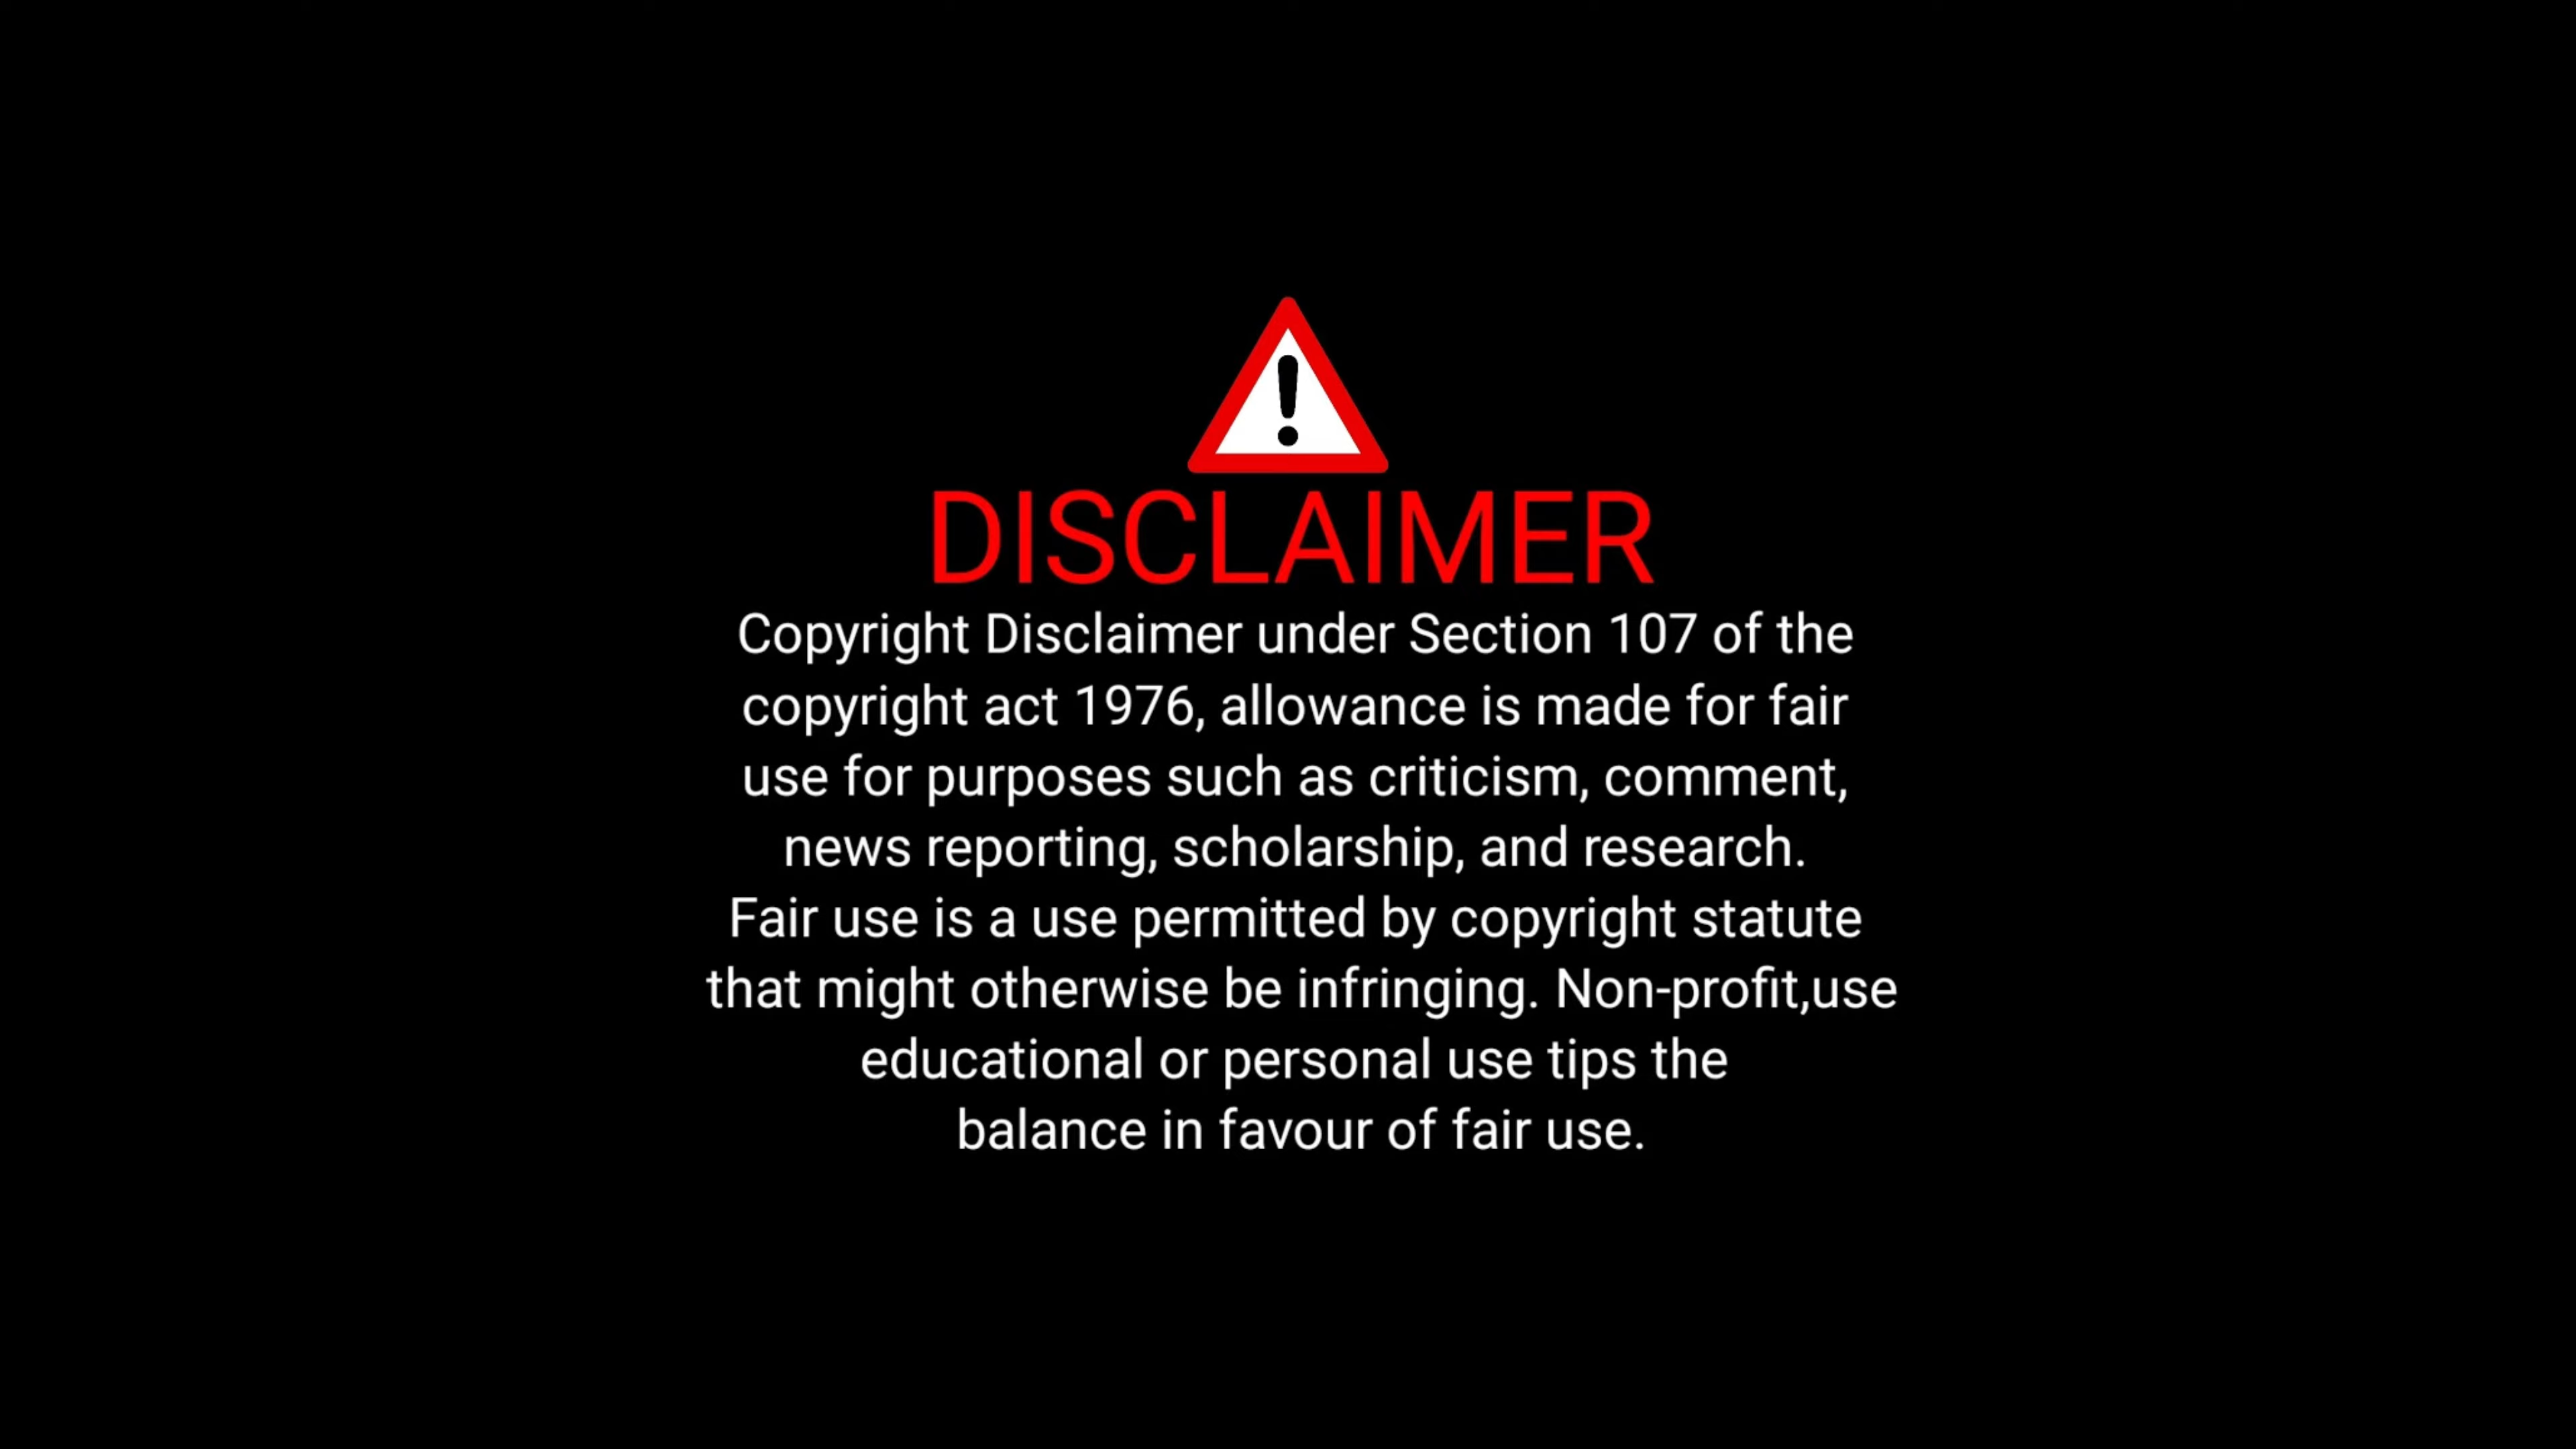 DISCLAIMER
Copyright Disclaimer under Section 107 of the
copyright act 1976, allowance is made for fair
use for purposes such as criticism, comment,
news reporting, scholarship, and research.
Fair use is a use permitted by copyright statute
that might otherwise be infringing. Non-profit,use
educational or personal use tips the
balance in favour of fair use.